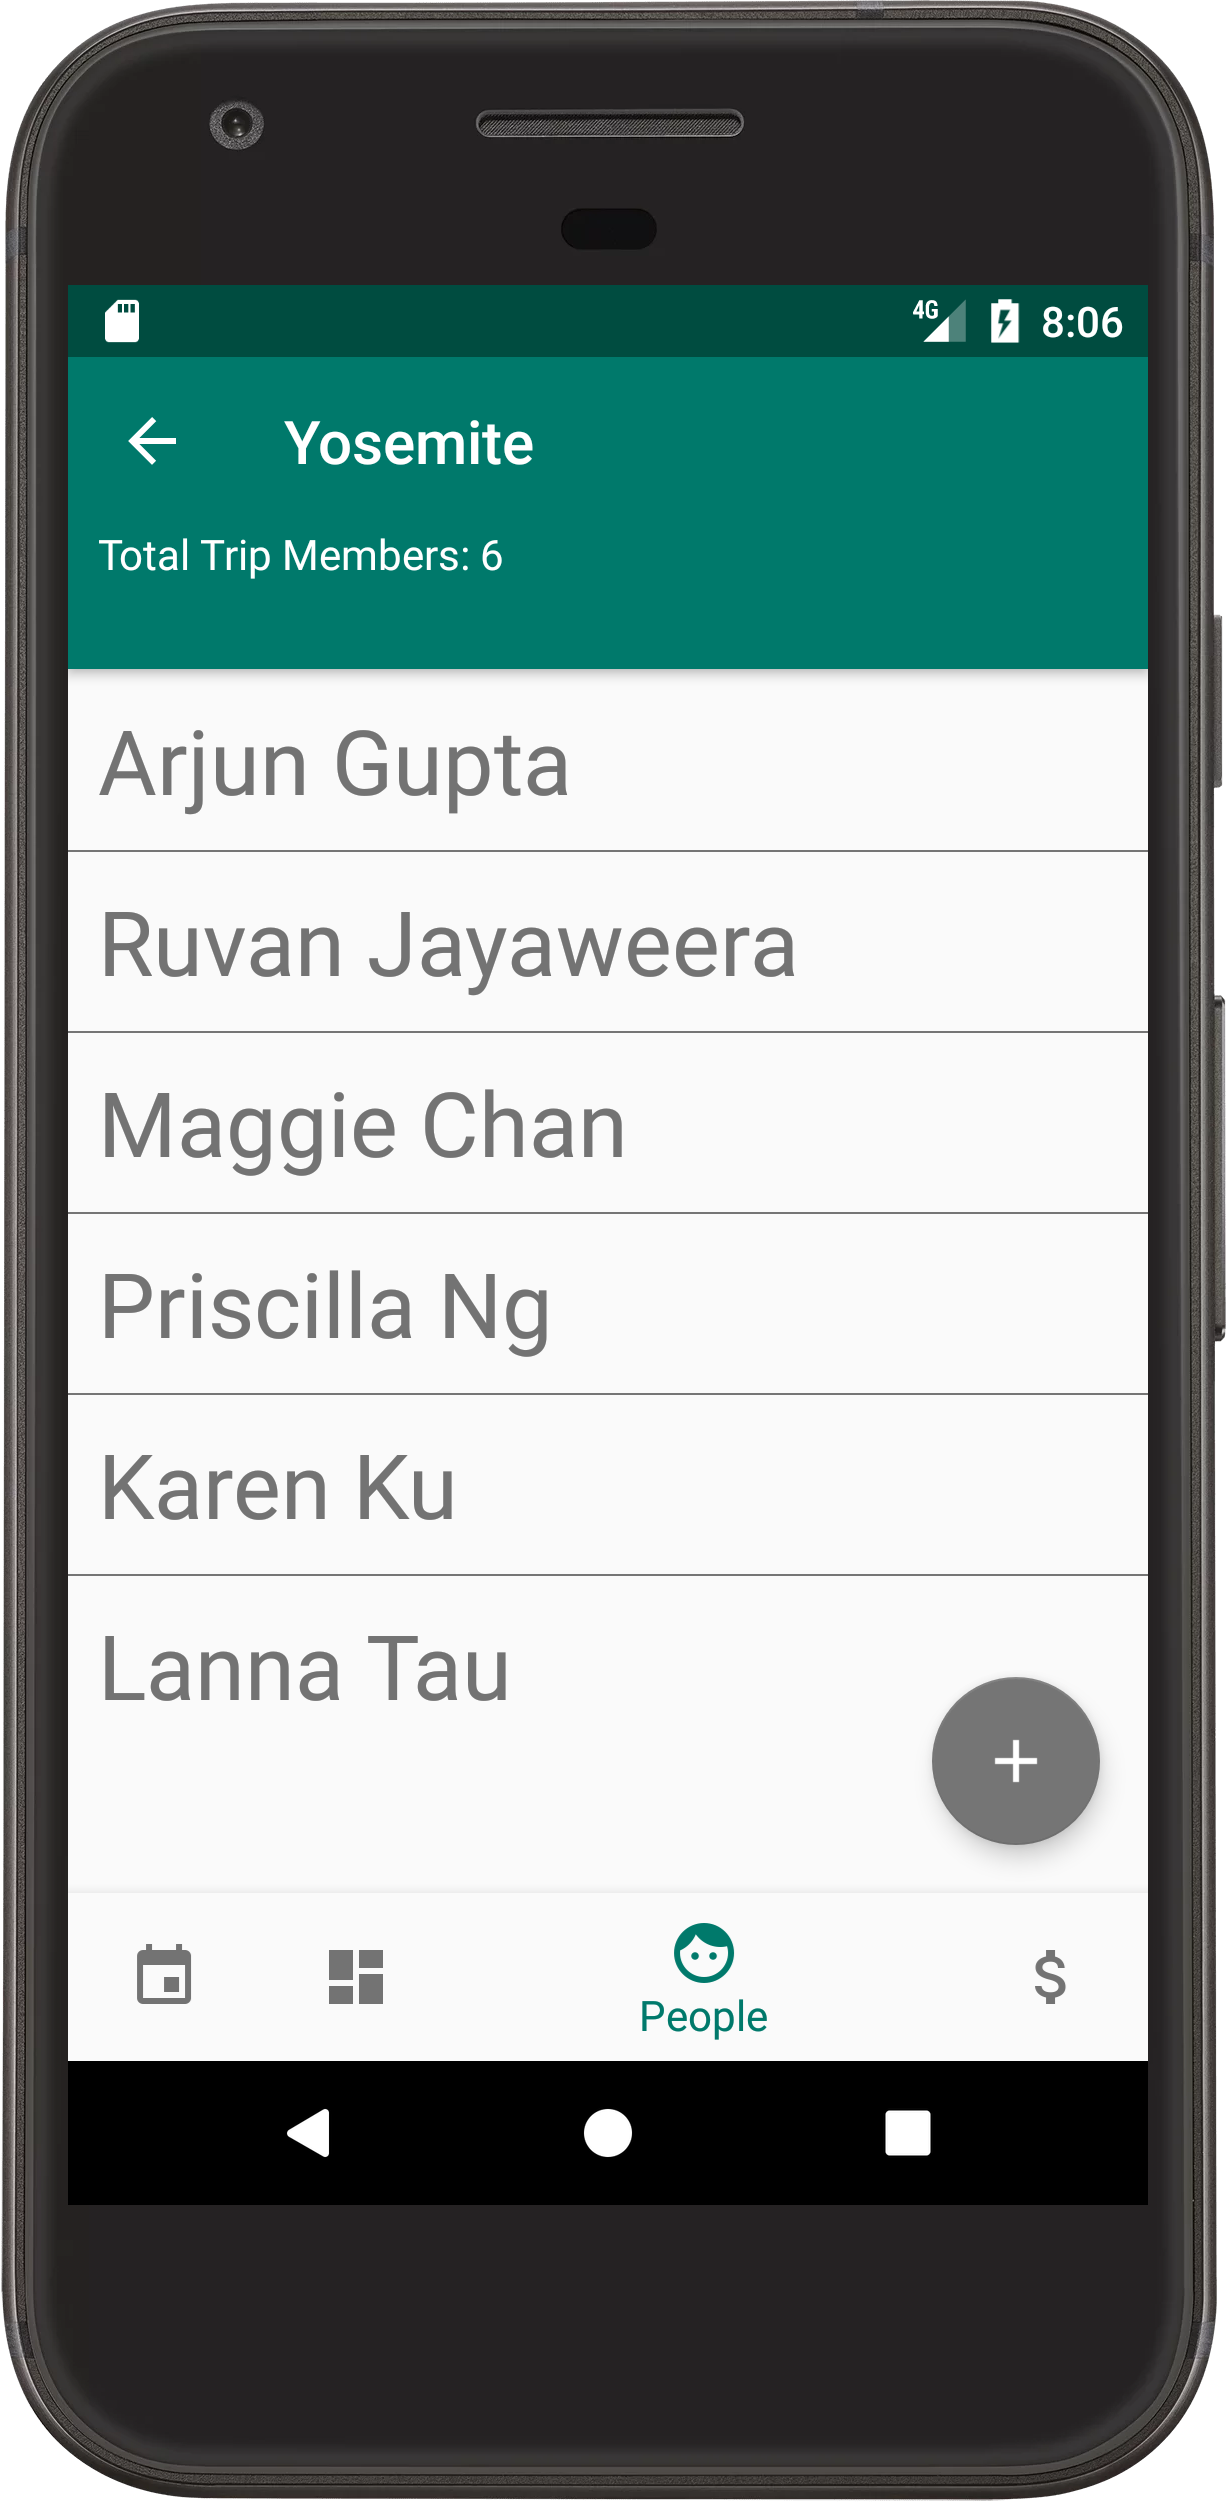 4G 8:06
Yosemite
Total Trip Members: 6
Arjun Gupta
Ruvan Jayaweera
Maggie Chan
Priscilla Ng
Karen Ku
Lanna Tau
People